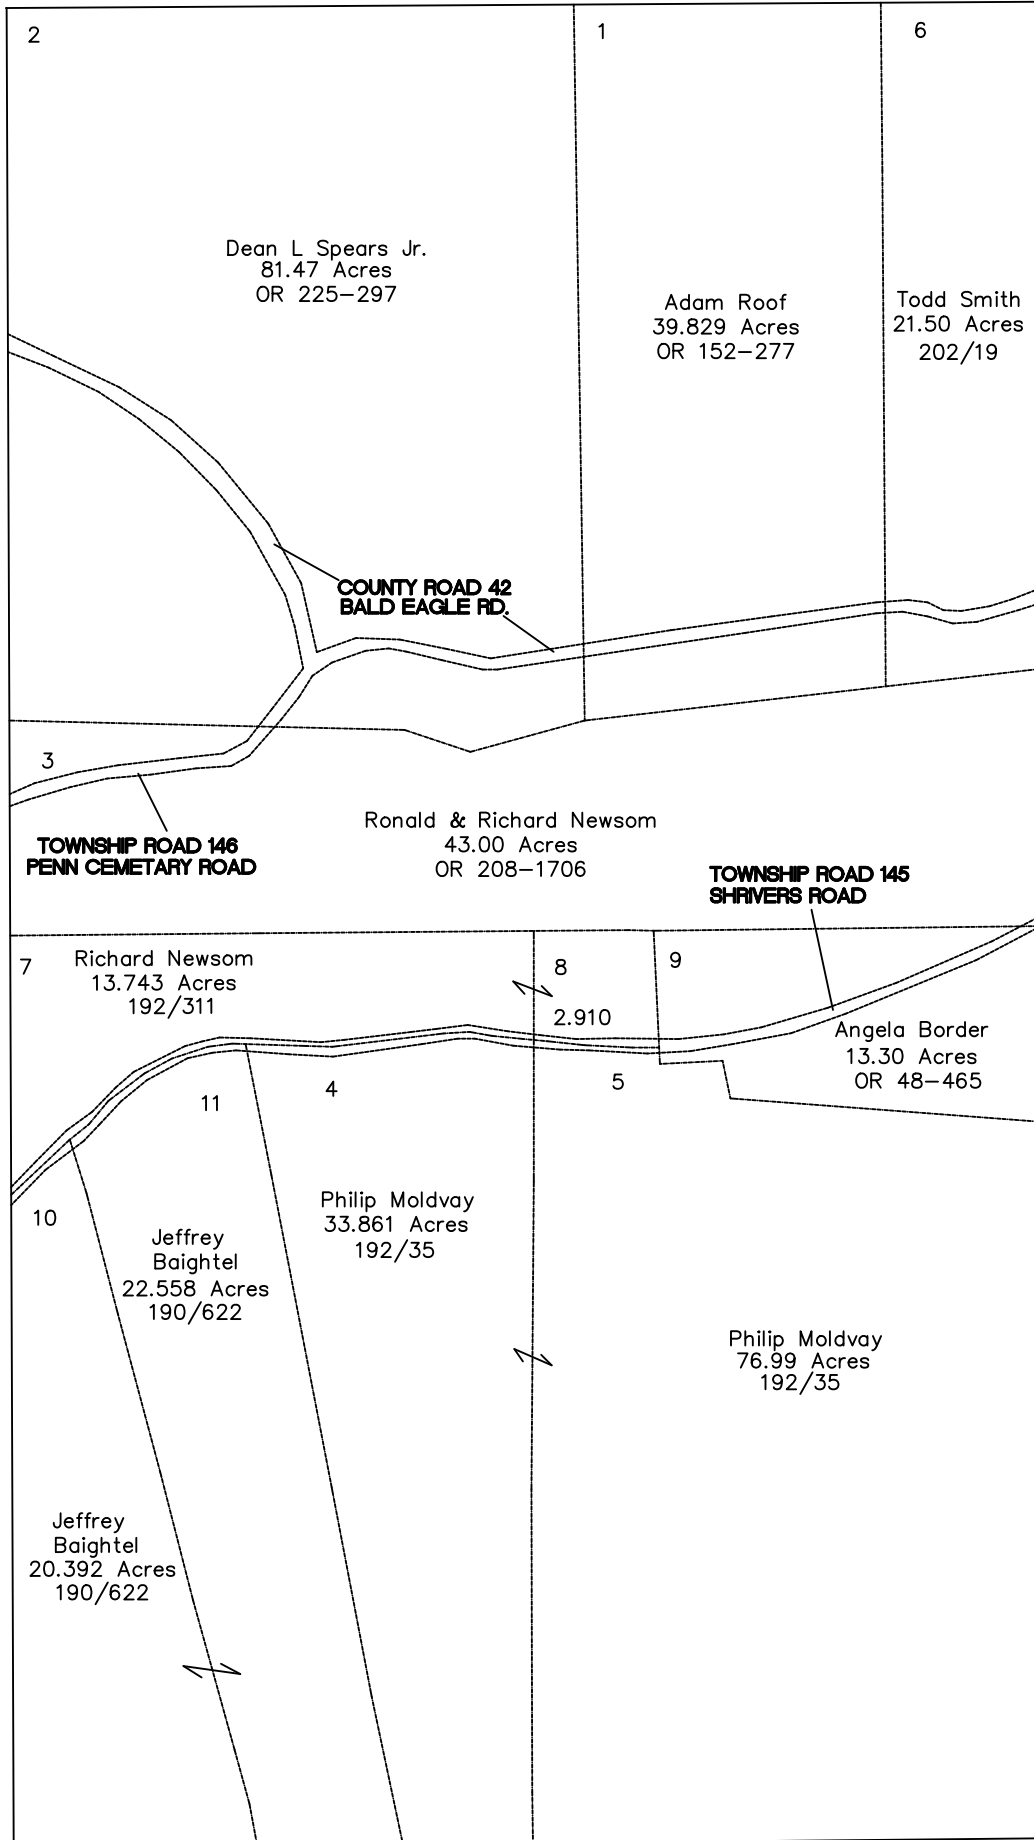 2
1
6
Dean L Spears Jr.
81.47 Acres
OR 225-297
Adam Roof
39.829 Acres
OR 152-277
Todd Smith
21.50 Acres
202/19
COUNTY ROAD 42
BALD EAGLE RD.
3
TOWNSHIP ROAD 146
PENN CEMETARY ROAD
Ronald & Richard Newsom
43.00 Acres
OR 208-1706
TOWNSHIP ROAD 145
SHRIVERS ROAD
7
Richard Newsom
13.743 Acres
192/311
8
2.910
9
Angela Border
13.30 Acres
OR 48-465
11
4
5
10
Jeffrey
Baightel
22.558 Acres
190/622
Philip Moldvay
33.861 Acres
192/35
Philip Moldvay
76.99 Acres
192/35
Jeffrey
Baightel
20.392 Acres
190/622